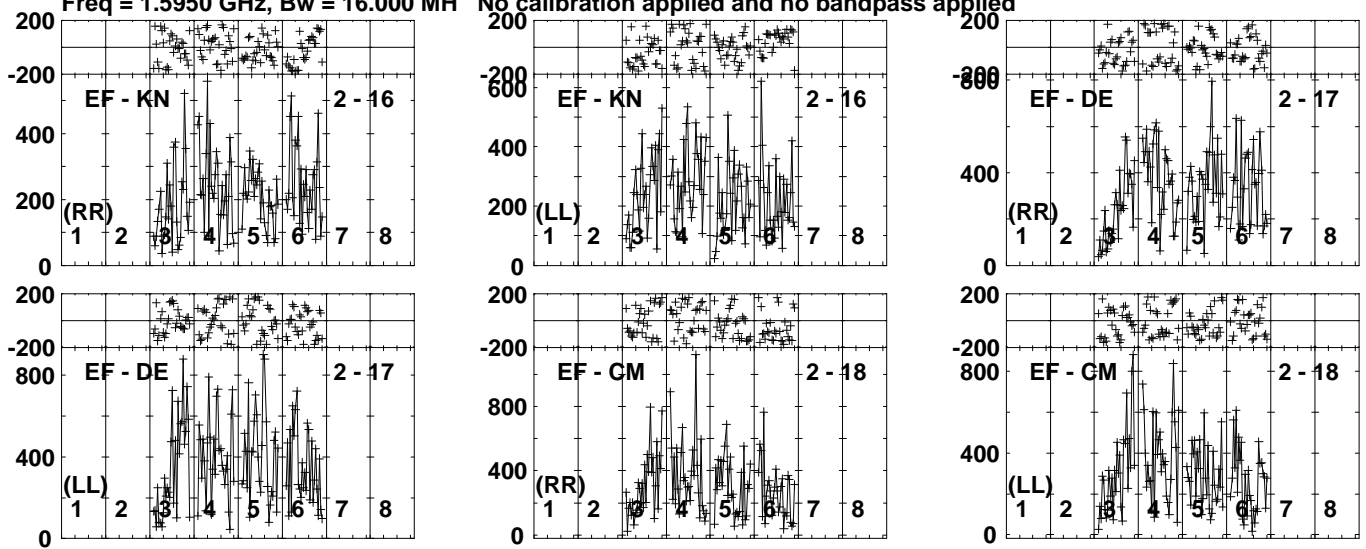 Freq = 1.5950 GHz, Bw = 16.000 MH No calibration applied and no bandpass applied
200
-200
EF - KN 2 - 16
400
200
(RR)
1 2 3 4 5 6 7 8
0
200
-200
600
EF - KN 2 - 16
400
200
(LL)
1 2 3 4 5 6 7 8
0
200
-200
800
EF - DE 2 - 17
400
(RR)
1 2 3 4 5 6 7 8
0
200
-200
800
EF - DE 2 - 17
400
(LL)
1 2 3 4 5 6 7 8
0
200
-200
EF - CM 2 - 18
800
400
(RR)
1 2 3 4 5 6 7 8
0
200
-200
800
EF - CM 2 - 18
400
(LL)
1 2 3 4 5 6 7 8
0